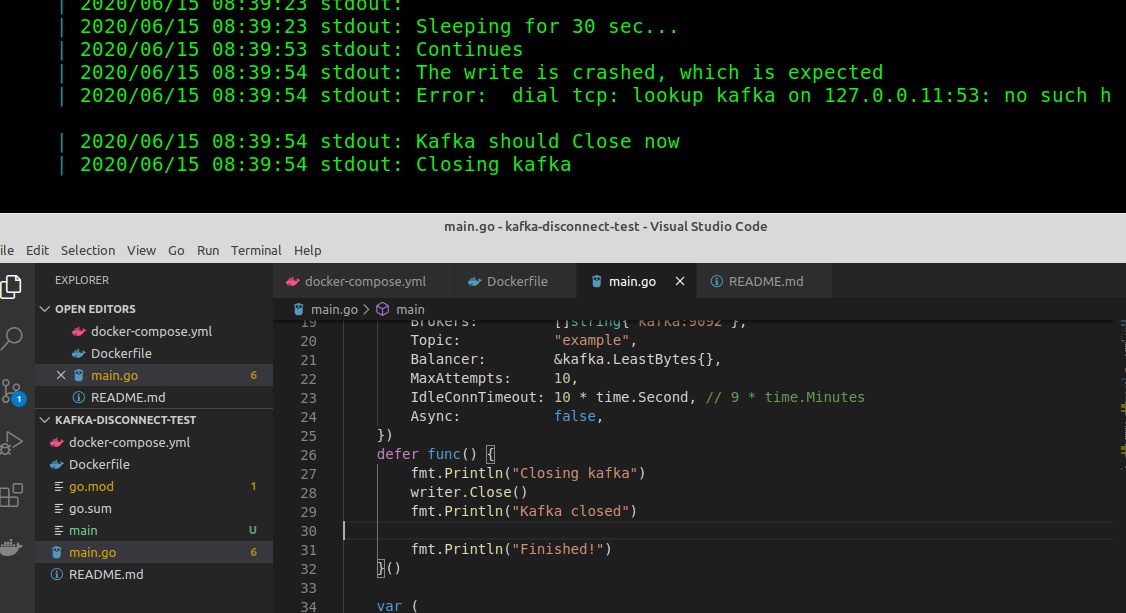 | 2020/06/15 08:39:23 stdout:
| 2020/06/15 08:39:23 stdout: Sleeping for 30 sec...
| 2020/06/15 08:39:53 stdout: Continues
| 2020/06/15 08:39:54 stdout: The write is crashed, which is expected
| 2020/06/15 08:39:54 stdout: Error:  dial tcp: lookup kafka on 127.0.0.11:53: no such h
| 2020/06/15 08:39:54 stdout: Kafka should Close now
| 2020/06/15 08:39:54 stdout: Closing kafka
main.go - kafka-disconnect-test - Visual Studio Code
ile Edit Selection View Go Run Terminal Help
EXPLORER
OPEN EDITORS
docker-compose.yml
Dockerfile
main.go 6
README.md
1
KAFKA-DISCONNECT-TEST
docker-compose.yml
Dockerfile
go.mod 1
go.sum
main U
main.go 6
README.md
docker-compose.yml Dockerfile main.go README.md
main.go > main
19 Brokers: []string{"kafka:9092"},
20 Topic: "example",
21 Balancer: &kafka.LeastBytes{},
22 MaxAttempts: 10,
23 IdleConnTimeout: 10 * time.Second, // 9 * time.Minutes
24 Async: false,
25 })
26 defer func() {
27 fmt.Println("Closing kafka")
28 writer.Close()
29 fmt.Println("Kafka closed")
30
31 fmt.Println("Finished!")
32 }()
33
34 var (